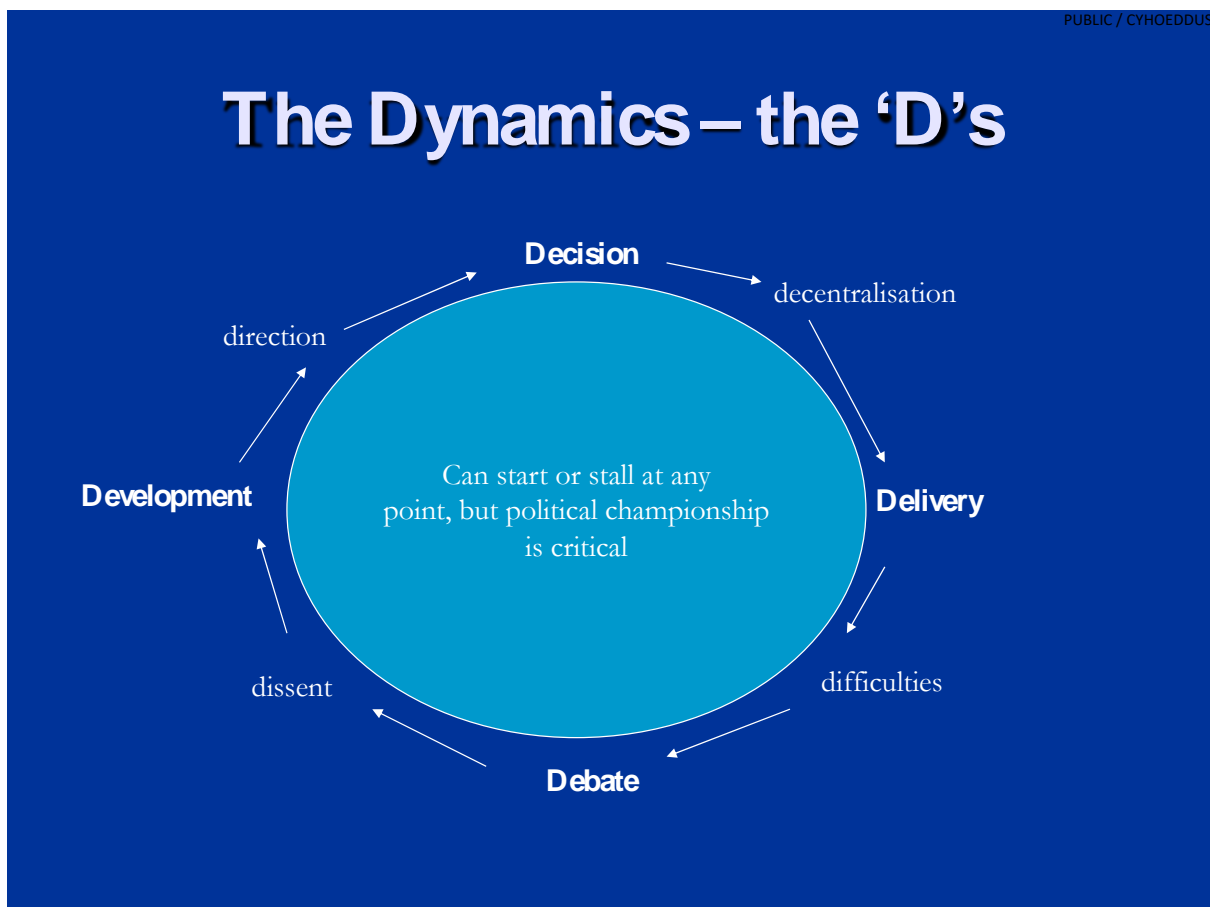 PUBLIC / CYHOEDDUS
The Dynamics – the ‘D’s
Decision
decentralisation
direction
Can start or stall at any
point, but political championship
is critical
Development
Delivery
dissent
difficulties
Debate